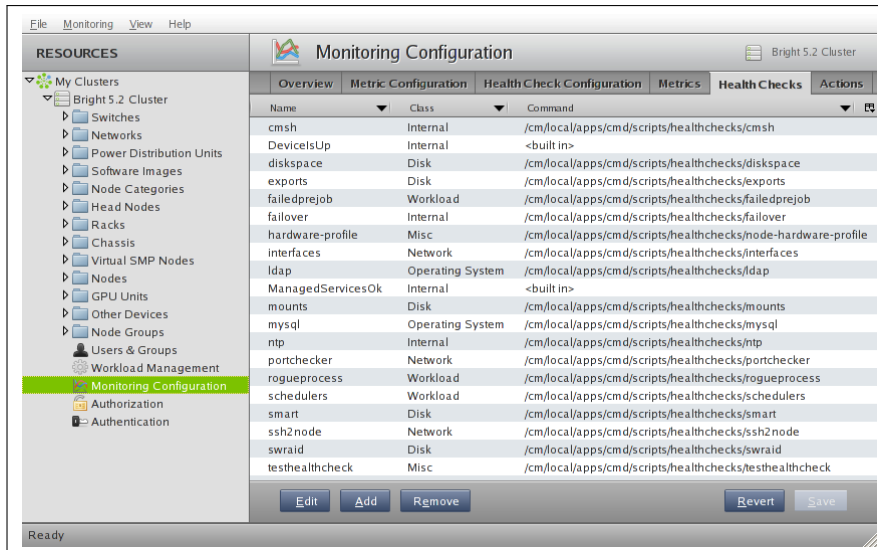 File Monitoring View Help
RESOURCES
My Clusters
Bright 5.2 Cluster
Switches
Networks
Power Distribution Units
Software Images
Node Categories
Head Nodes
Racks
Chassis
Virtual SMP Nodes
Nodes
GPU Units
Other Devices
Node Groups
Users & Groups
Workload Management
Monitoring Configuration
Authorization
Authentication
Monitoring Configuration
Bright 5.2 Cluster
Overview Metric Configuration Health Check Configuration Metrics Health Checks Actions
Name Class Command
cmsh Internal /cm/local/apps/cmd/scripts/healthchecks/cmsh
DeviceIsUp Internal <built in>
diskspace Disk /cm/local/apps/cmd/scripts/healthchecks/diskspace
exports Disk /cm/local/apps/cmd/scripts/healthchecks/exports
failedprejob Workload /cm/local/apps/cmd/scripts/healthchecks/failedprejob
failover Internal /cm/local/apps/cmd/scripts/healthchecks/failover
hardware-profile Misc /cm/local/apps/cmd/scripts/healthchecks/node-hardware-profile
interfaces Network /cm/local/apps/cmd/scripts/healthchecks/interfaces
ldap Operating System /cm/local/apps/cmd/scripts/healthchecks/ldap
ManagedServicesOk Internal <built in>
mounts Disk /cm/local/apps/cmd/scripts/healthchecks/mounts
mysql Operating System /cm/local/apps/cmd/scripts/healthchecks/mysql
ntp Internal /cm/local/apps/cmd/scripts/healthchecks/ntp
portchecker Network /cm/local/apps/cmd/scripts/healthchecks/portchecker
rogueprocess Workload /cm/local/apps/cmd/scripts/healthchecks/rogueprocess
schedulers Workload /cm/local/apps/cmd/scripts/healthchecks/schedulers
smart Disk /cm/local/apps/cmd/scripts/healthchecks/smart
ssh2node Network /cm/local/apps/cmd/scripts/healthchecks/ssh2node
swraid Disk /cm/local/apps/cmd/scripts/healthchecks/swraid
testhealthcheck Misc /cm/local/apps/cmd/scripts/healthchecks/testhealthcheck
Edit Add Remove Revert Save
Ready